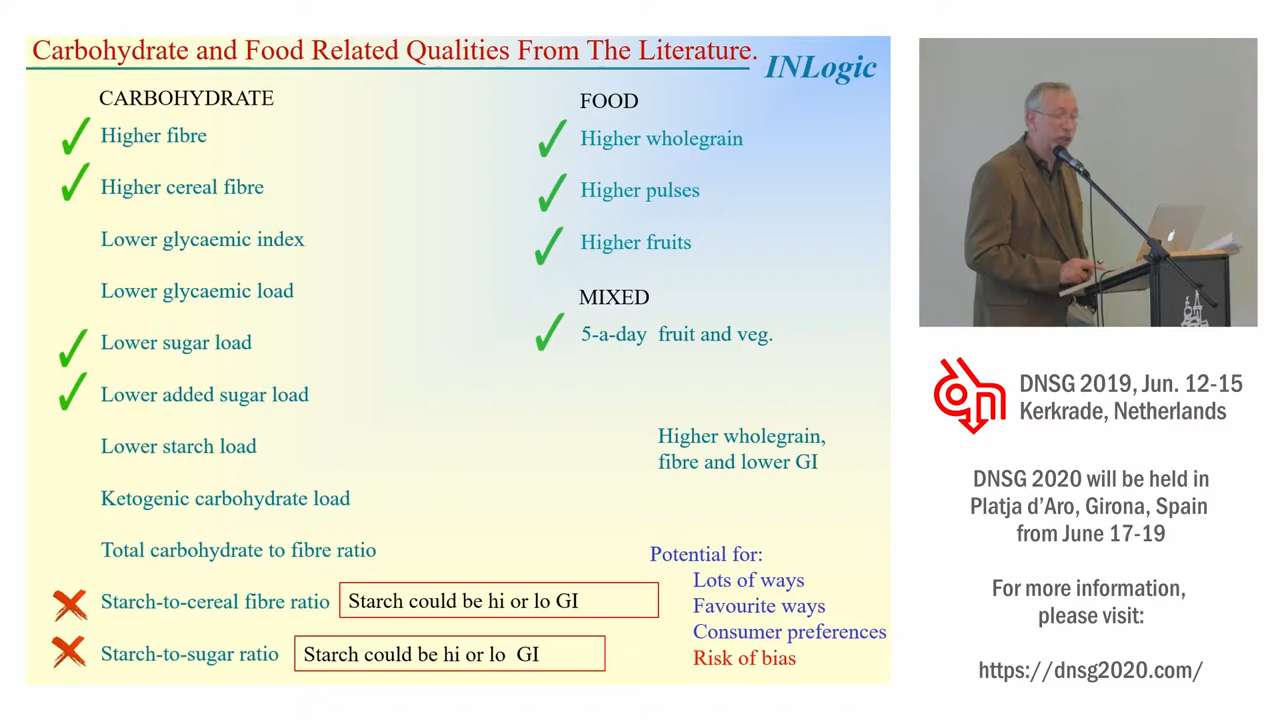 Carbohydrate and Food Related Qualities From The Literature.
INLogic
CARBOHYDRATE
Higher fibre
Higher cereal fibre
Lower glycaemic index
Lower glycaemic load
Lower sugar load
Lower added sugar load
Lower starch load
Ketogenic carbohydrate load
Total carbohydrate to fibre ratio
Starch-to-cereal fibre ratio
Starch could be hi or lo GI
Starch-to-sugar ratio
Starch could be hi or lo  GI
FOOD
Higher wholegrain
Higher pulses
Higher fruits
MIXED
5-a-day  fruit and veg.
Higher wholegrain,
fibre and lower GI
Potential for:
Lots of ways
Favourite ways
Consumer preferences
Risk of bias
DNSG 2019, Jun. 12-15
Kerkrade, Netherlands
DNSG 2020 will be held in
Platja d'Aro, Girona, Spain
from June 17-19
For more information,
please visit:
https://dnsg2020.com/